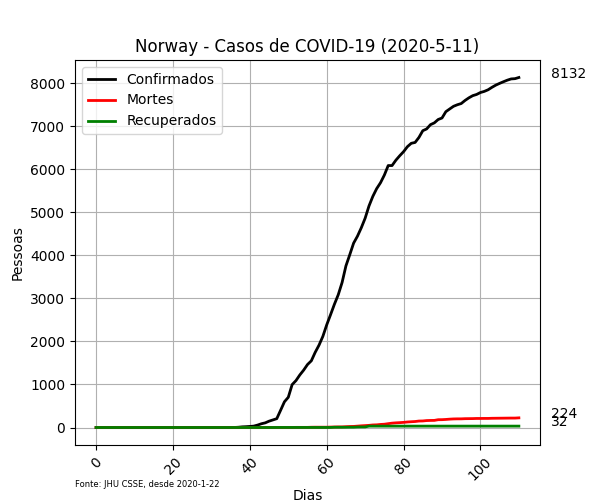 Norway - Casos de COVID-19 (2020-5-11)
Confirmados
Mortes
Recuperados
8132
224
32
8000
7000
6000
5000
4000
3000
2000
1000
0
Pessoas
0
20
40
60
80
100
Fonte: JHU CSSE, desde 2020-1-22
Dias